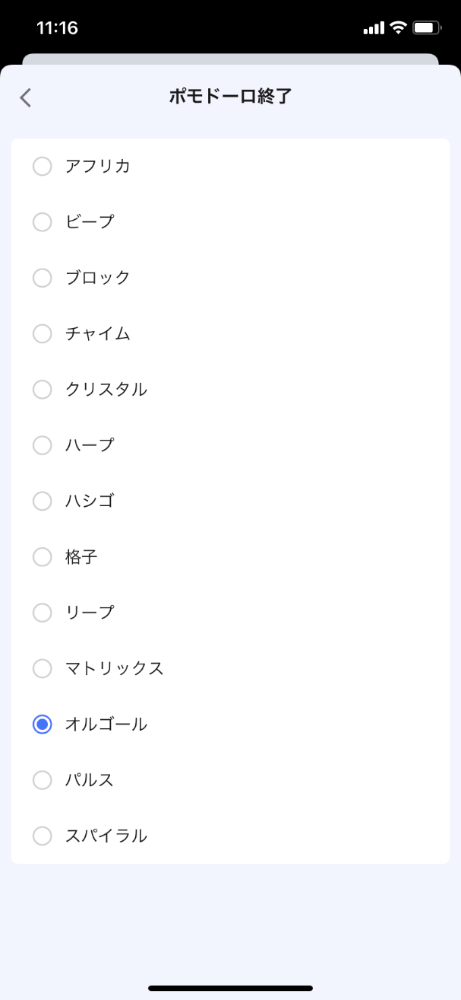 11:16
ポモドーロ終了
アフリカ
ビープ
ブロック
チャイム
クリスタル
ハープ
ハシゴ
格子
リープ
マトリックス
オルゴール
パルス
スパイラル